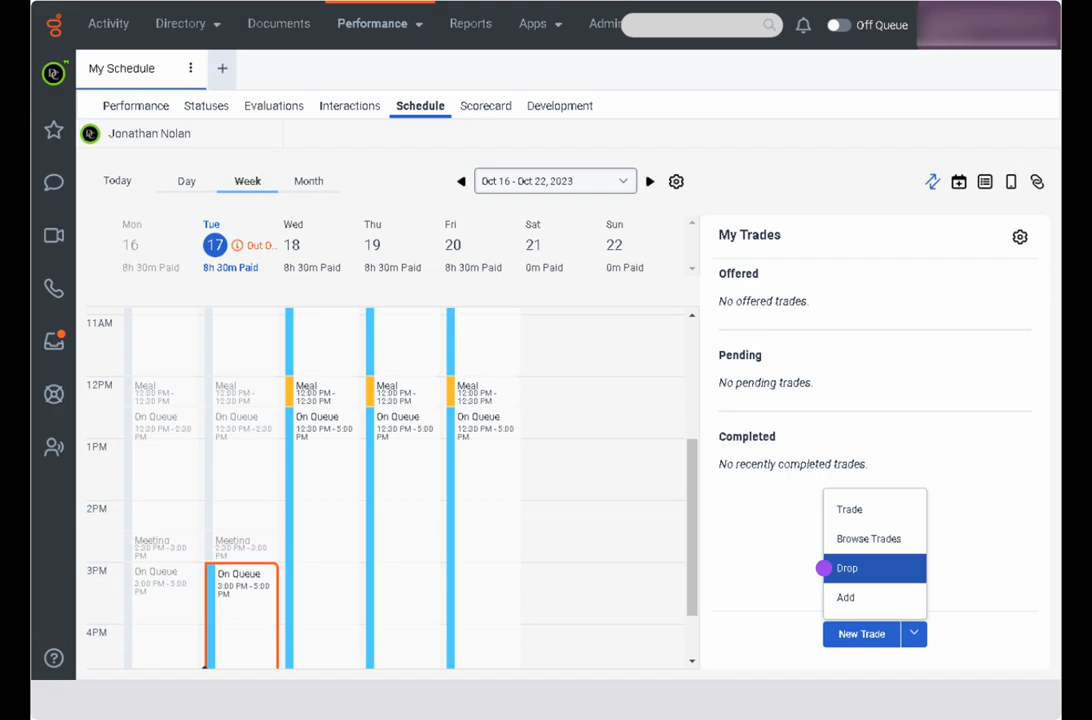 Activity Directory Documents Performance Reports Apps Admin Off Queue
My Schedule
Performance Statuses Evaluations Interactions Schedule Scorecard Development
Jonathan Nolan
Today Day Week Month Oct 16 - Oct 22, 2023
Mon Tue Wed Thu Fri Sat Sun
16 17 Out O.. 18 19 20 21 22
8h 30m Paid 8h 30m Paid 8h 30m Paid 8h 30m Paid 8h 30m Paid 0m Paid 0m Paid
11AM
12PM
Meal
12:00 PM -
12:30 PM
Meal
12:00 PM -
12:30 PM
Meal
12:00 PM -
12:30 PM
Meal
12:00 PM -
12:30 PM
Meal
12:00 PM -
12:30 PM
On Queue
12:30 PM - 2:30
PM
On Queue
12:30 PM - 2:30
PM
On Queue
12:30 PM - 5:00
PM
On Queue
12:30 PM - 5:00
PM
On Queue
12:30 PM - 5:00
PM
1PM
2PM
Meeting
2:30 PM - 3:00
PM
Meeting
2:30 PM - 3:00
PM
3PM
On Queue
3:00 PM - 5:00
PM
On Queue
3:00 PM - 5:00
PM
4PM
My Trades
Offered
No offered trades.
Pending
No pending trades.
Completed
No recently completed trades.
Trade
Browse Trades
Drop
Add
New Trade